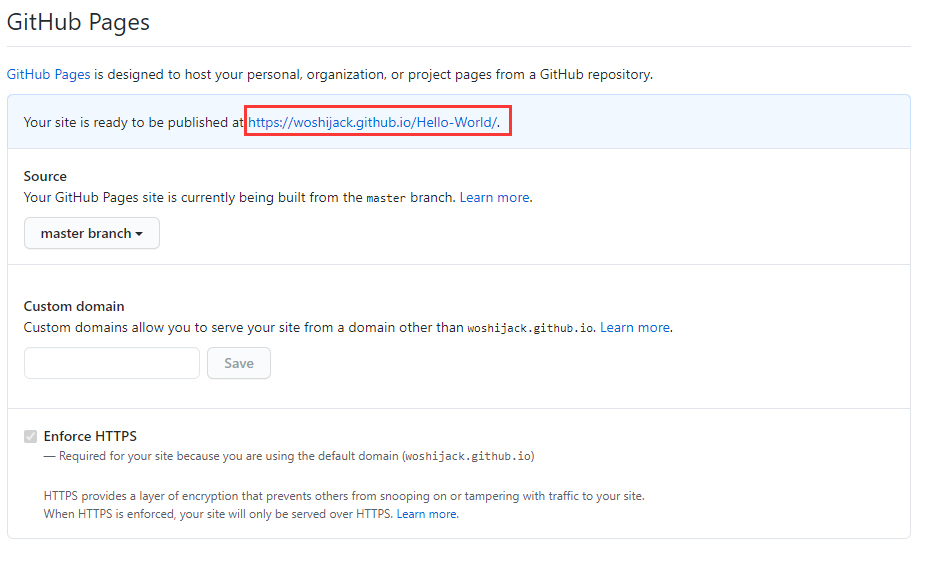 GitHub Pages
GitHub Pages is designed to host your personal, organization, or project pages from a GitHub repository.
Your site is ready to be published at https://woshijack.github.io/Hello-World/.
Source
Your GitHub Pages site is currently being built from the master branch. Learn more.
master branch
Custom domain
Custom domains allow you to serve your site from a domain other than woshijack.github.io. Learn more.
Save
Enforce HTTPS
— Required for your site because you are using the default domain (woshijack.github.io)
HTTPS provides a layer of encryption that prevents others from snooping on or tampering with traffic to your site.
When HTTPS is enforced, your site will only be served over HTTPS. Learn more.